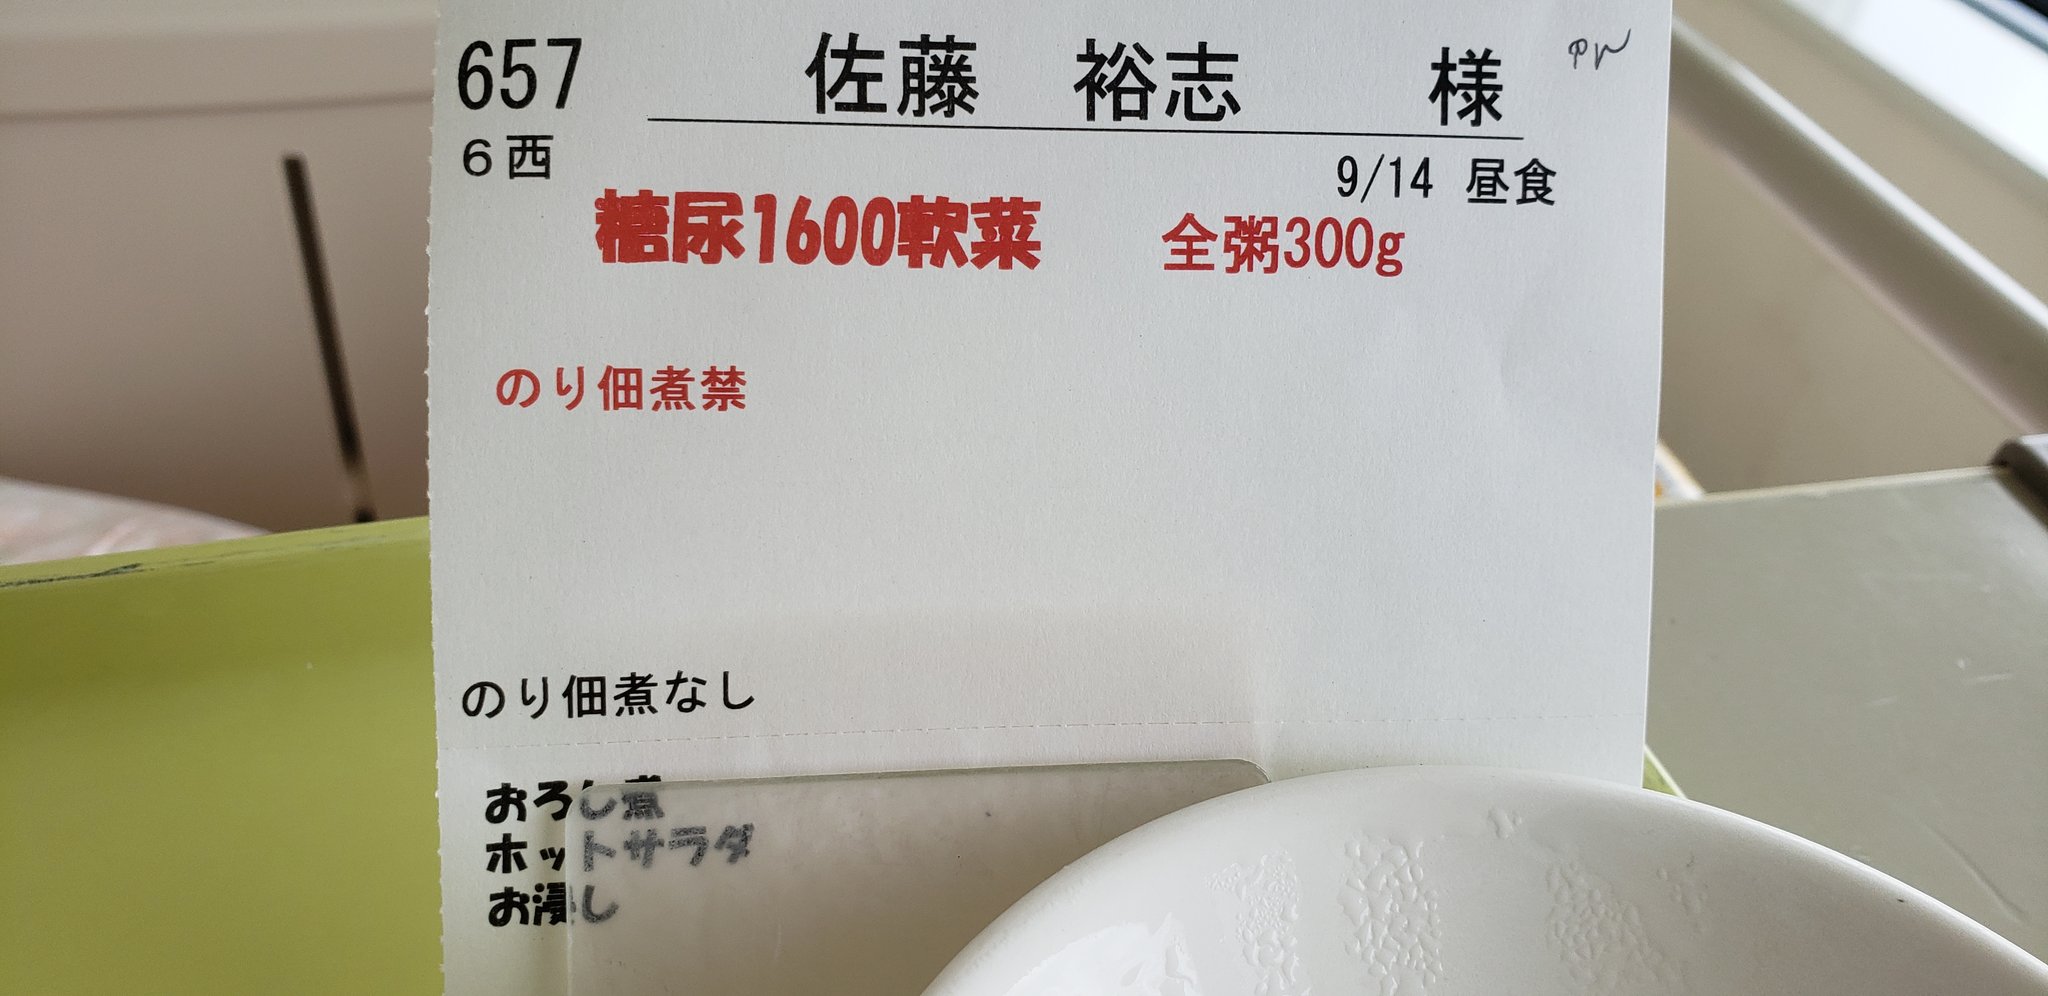 657 佐藤 裕志 様
6西 9/14 昼食
糖尿1600軟菜 全粥300g
のり佃煮禁
のり佃煮なし
おろし煮
ホットサラダ
お浸し